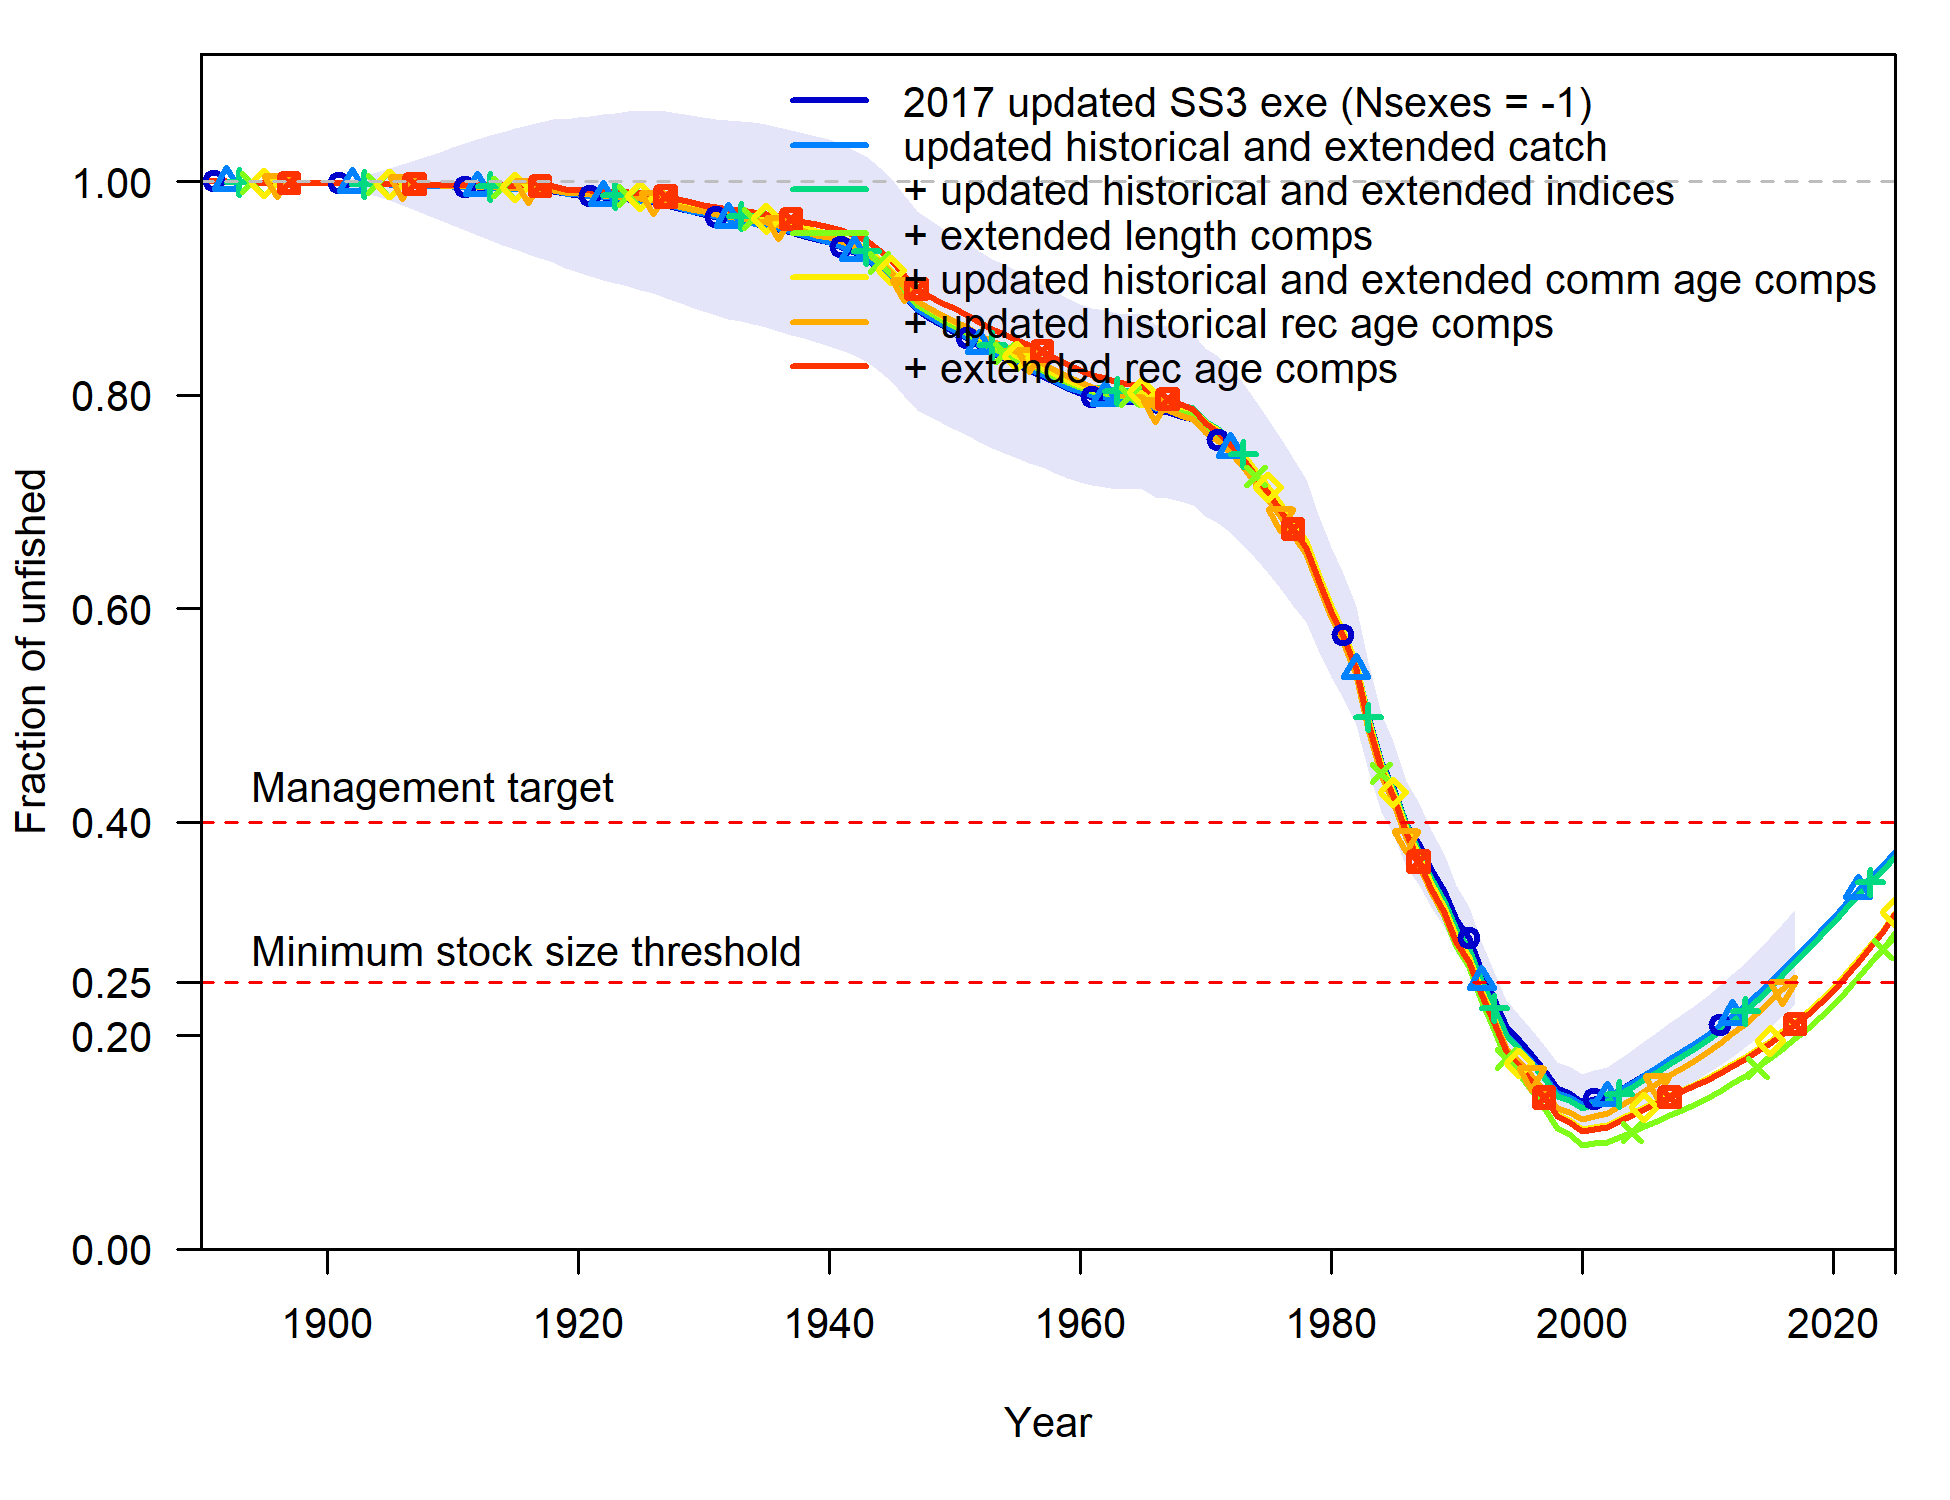 2017 updated SS3 exe (Nsexes = -1)
updated historical and extended catch
+ updated historical and extended indices
+ extended length comps
+ updated historical and extended comm age comps
+ updated historical rec age comps
+ extended rec age comps
1.00
0.80
0.60
0.40
0.25
0.20
0.00
Fraction of unfished
Management target
Minimum stock size threshold
1900
1920
1940
1960
1980
2000
2020
Year